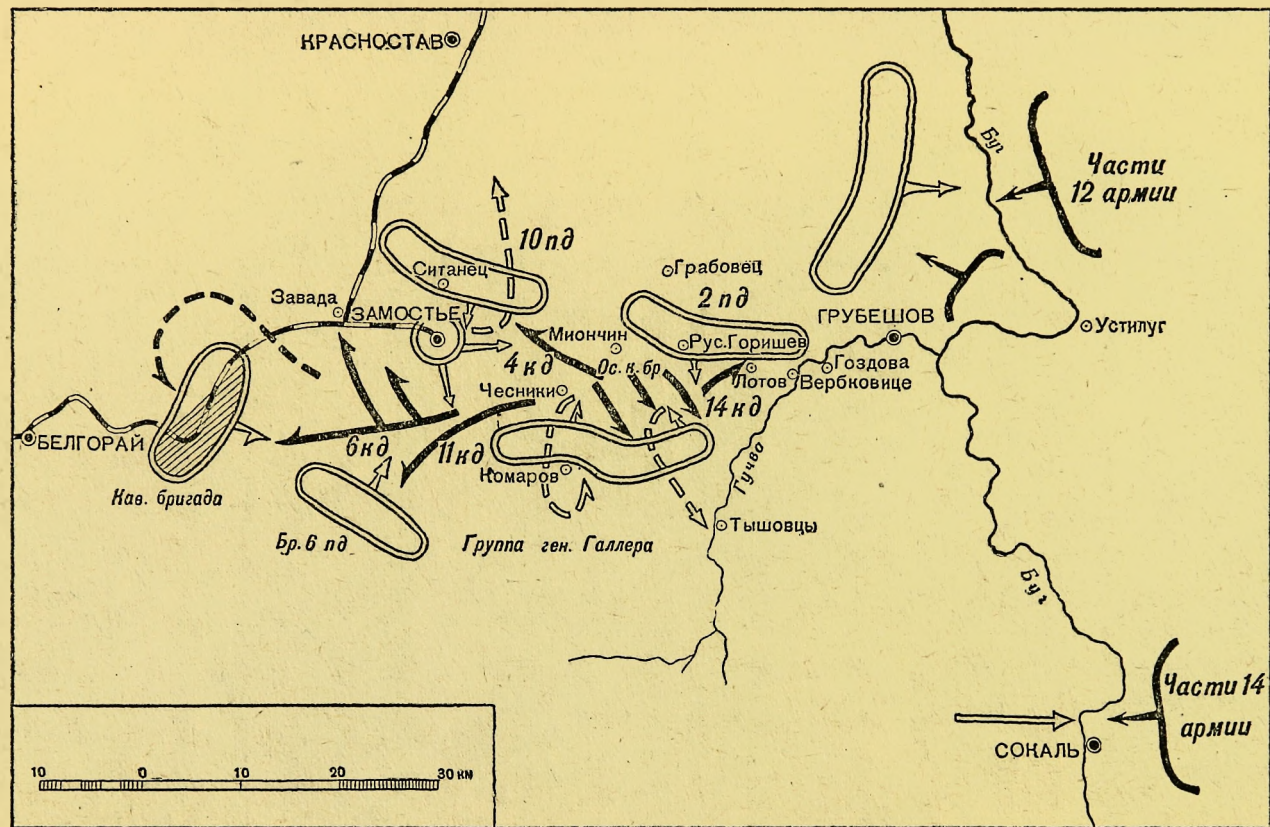 КРАСНОСТАВ
Буг
Части
12 армии
10 пд
Ситанец
Грабовец
2 пд
Завада
ЗАМОСТЬЕ
ГРУБЕШОВ
Устилуг
Миончин
Рус. Горишев
4 кд
Ос. к. бр
Гоздова
Лотов
Вербковице
Чесники
14 кд
БЕЛГОРАЙ
6 кд
11 кд
Комаров
Гучво
Кав. бригада
Тышовцы
Бр. 6 пд
Группа ген. Галлера
Буг
Части 14
армии
СОКАЛЬ
10 0 10 20 30 км